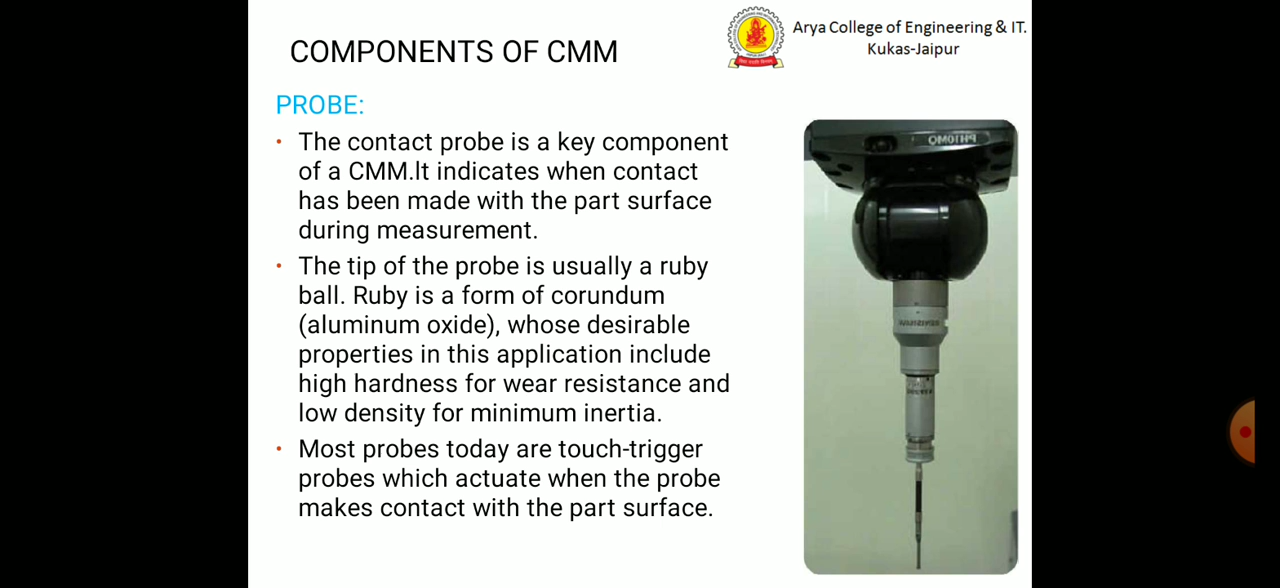 COMPONENTS OF CMM
Arya College of Engineering & IT.
Kukas-Jaipur
PROBE:
• The contact probe is a key component
of a CMM.It indicates when contact
has been made with the part surface
during measurement.
• The tip of the probe is usually a ruby
ball. Ruby is a form of corundum
(aluminum oxide), whose desirable
properties in this application include
high hardness for wear resistance and
low density for minimum inertia.
• Most probes today are touch-trigger
probes which actuate when the probe
makes contact with the part surface.
PH10MQ